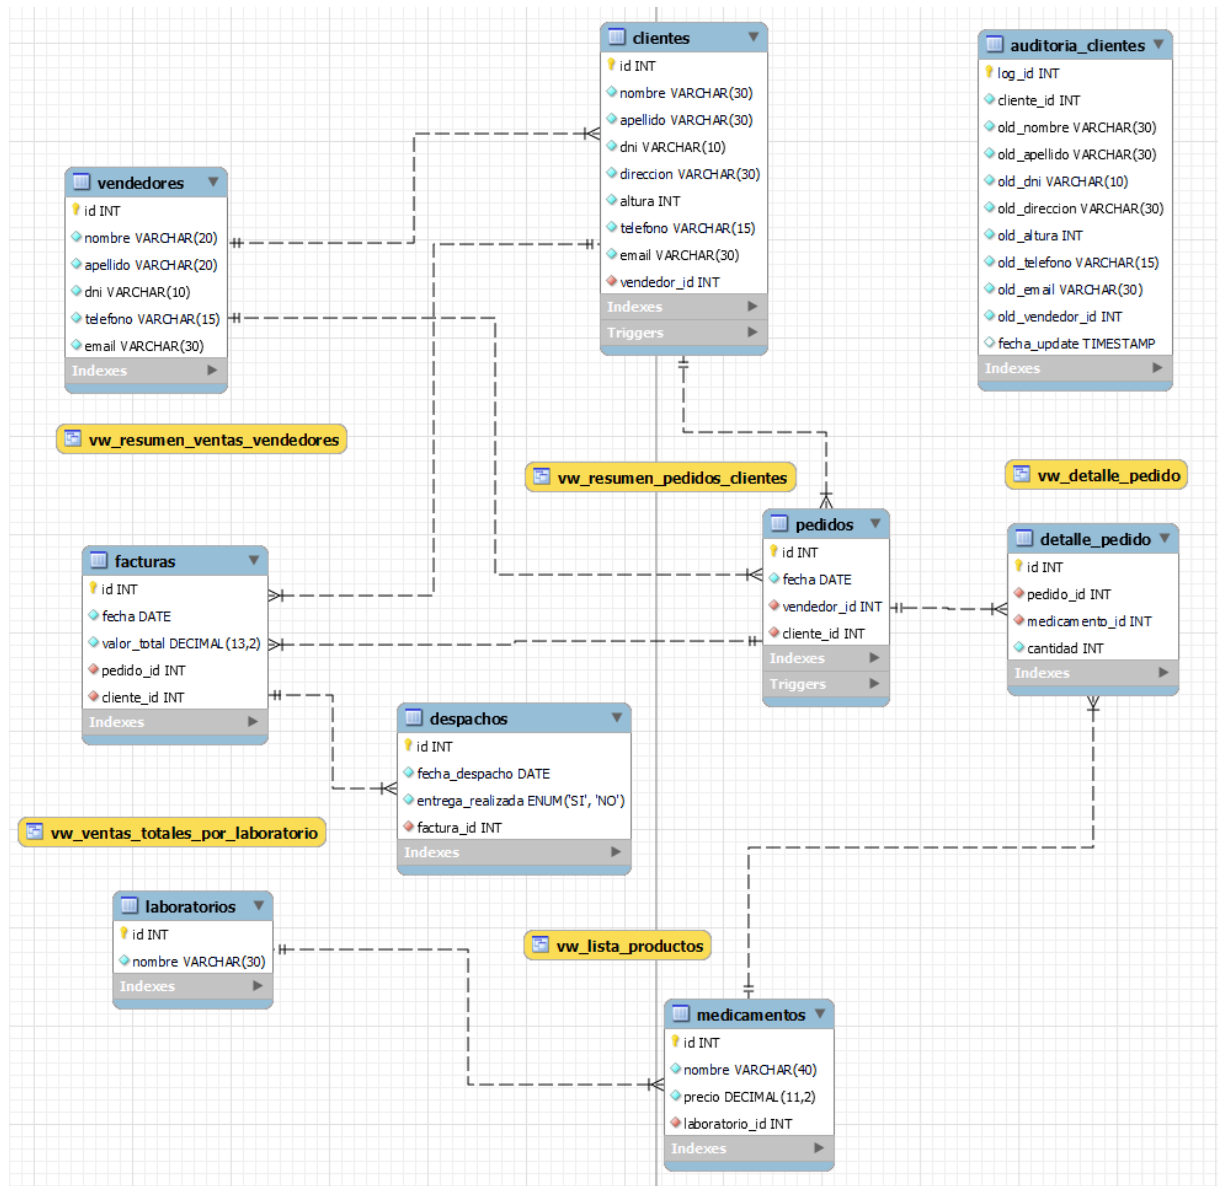 clientes
id INT
nombre VARCHAR(30)
apellido VARCHAR(30)
dni VARCHAR(10)
direccion VARCHAR(30)
altura INT
telefono VARCHAR(15)
email VARCHAR(30)
vendedor_id INT
Indexes
Triggers
auditoria_clientes
log_id INT
cliente_id INT
old_nombre VARCHAR(30)
old_apellido VARCHAR(30)
old_dni VARCHAR(10)
old_direccion VARCHAR(30)
old_altura INT
old_telefono VARCHAR(15)
old_email VARCHAR(30)
old_vendedor_id INT
fecha_update TIMESTAMP
Indexes
vendedores
id INT
nombre VARCHAR(20)
apellido VARCHAR(20)
dni VARCHAR(10)
telefono VARCHAR(15)
email VARCHAR(30)
Indexes
vw_resumen_ventas_vendedores
vw_resumen_pedidos_clientes
vw_detalle_pedido
pedidos
id INT
fecha DATE
vendedor_id INT
cliente_id INT
Indexes
Triggers
detalle_pedido
id INT
pedido_id INT
medicamento_id INT
cantidad INT
Indexes
facturas
id INT
fecha DATE
valor_total DECIMAL(13,2)
pedido_id INT
cliente_id INT
Indexes
despachos
id INT
fecha_despacho DATE
entrega_realizada ENUM('SI', 'NO')
factura_id INT
Indexes
vw_ventas_totales_por_laboratorio
laboratorios
id INT
nombre VARCHAR(30)
Indexes
vw_lista_productos
medicamentos
id INT
nombre VARCHAR(40)
precio DECIMAL(11,2)
laboratorio_id INT
Indexes